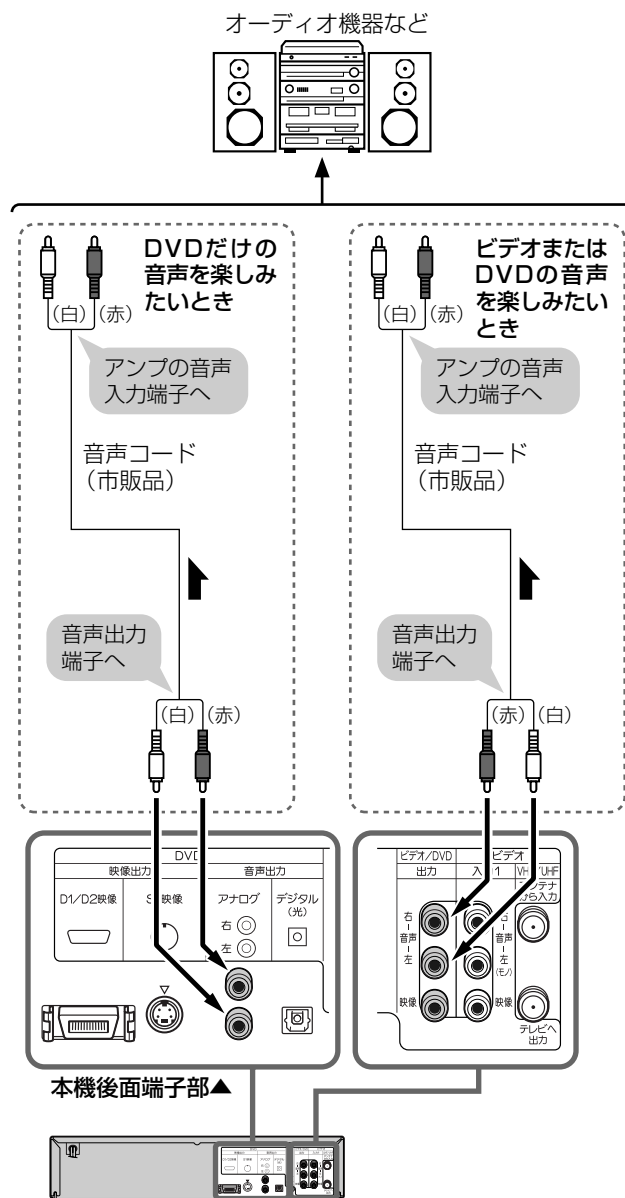 オーディオ機器など
DVDだけの
音声を楽しみ
たいとき
(白)(赤)
アンプの音声
入力端子へ
音声コード
（市販品）
音声出力
端子へ
(白)(赤)
ビデオまたは
DVDの音声
を楽しみたい
とき
(白)(赤)
アンプの音声
入力端子へ
音声コード
（市販品）
音声出力
端子へ
(赤)(白)
DVD
映像出力
音声出力
D1/D2映像
映像
アナログ
デジタル
(光)
右
左
ビデオ/DVD
ビデオ
出力
右
音声
左
映像
音声
左
(モノ)
映像
テレビへ
出力
本機後面端子部▲